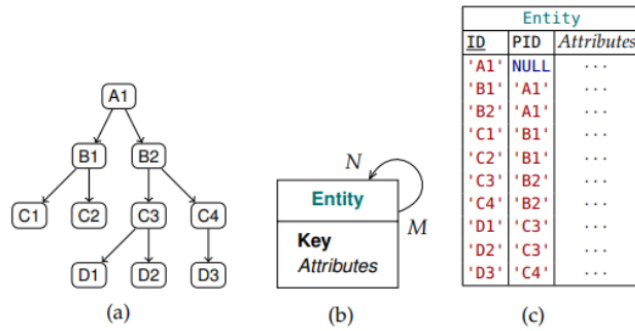 A1
B1 B2
C1 C2 C3 C4
D1 D2 D3
(a)
N
Entity
M
Key
Attributes
(b)
Entity
ID PID Attributes
'A1' NULL ...
'B1' 'A1' ...
'B2' 'A1' ...
'C1' 'B1' ...
'C2' 'B1' ...
'C3' 'B2' ...
'C4' 'B2' ...
'D1' 'C3' ...
'D2' 'C3' ...
'D3' 'C4' ...
(c)